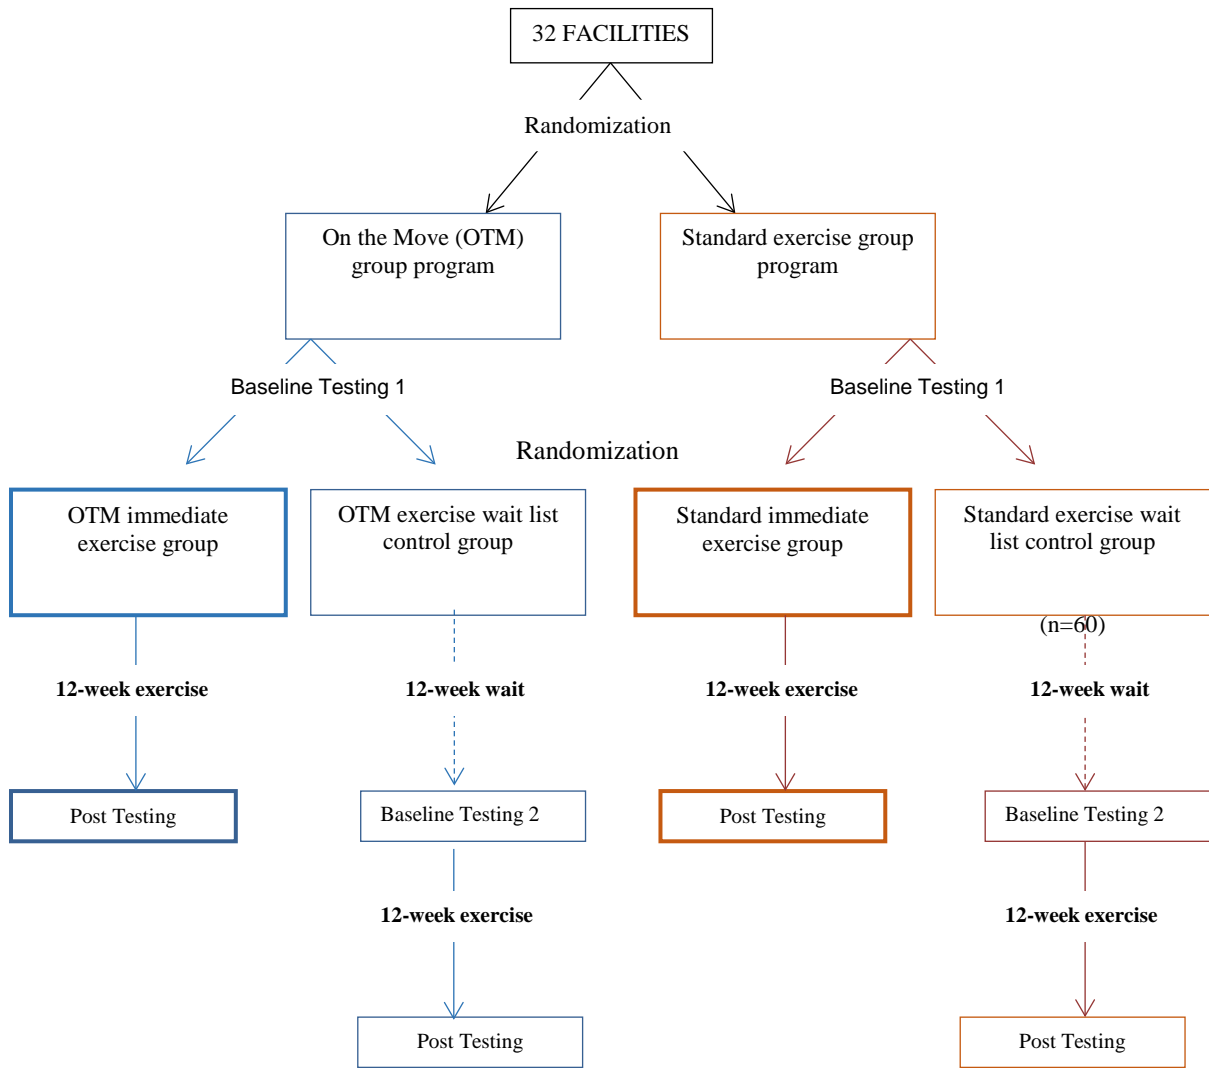 32 FACILITIES
Randomization
On the Move (OTM)
group program
Standard exercise group
program
Baseline Testing 1
Baseline Testing 1
Randomization
OTM immediate
exercise group
OTM exercise wait list
control group
Standard immediate
exercise group
Standard exercise wait
list control group
(n=60)
12-week exercise
12-week wait
12-week exercise
12-week wait
Post Testing
Baseline Testing 2
Post Testing
Baseline Testing 2
12-week exercise
12-week exercise
Post Testing
Post Testing